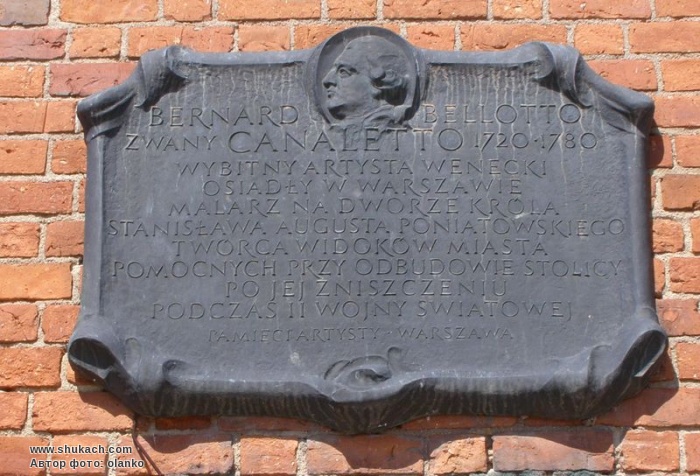 BERNARD BELLOTTO
ZWANY CANALETTO 1720-1780
WYBITNY ARTYSTA WENECKI
OSIADŁY W WARSZAWIE
MALARZ NA DWORZE KRÓLA
STANISŁAWA AUGUSTA PONIATOWSKIEGO
TWÓRCA WIDOKÓW MIASTA
POMOCNYCH PRZY ODBUDOWIE STOLICY
PO JEJ ZNISZCZENIU
PODCZAS II WOJNY ŚWIATOWEJ
PAMIĘCI ARTYSTY - WARSZAWA
www.shukach.com
Автор фото: olanko